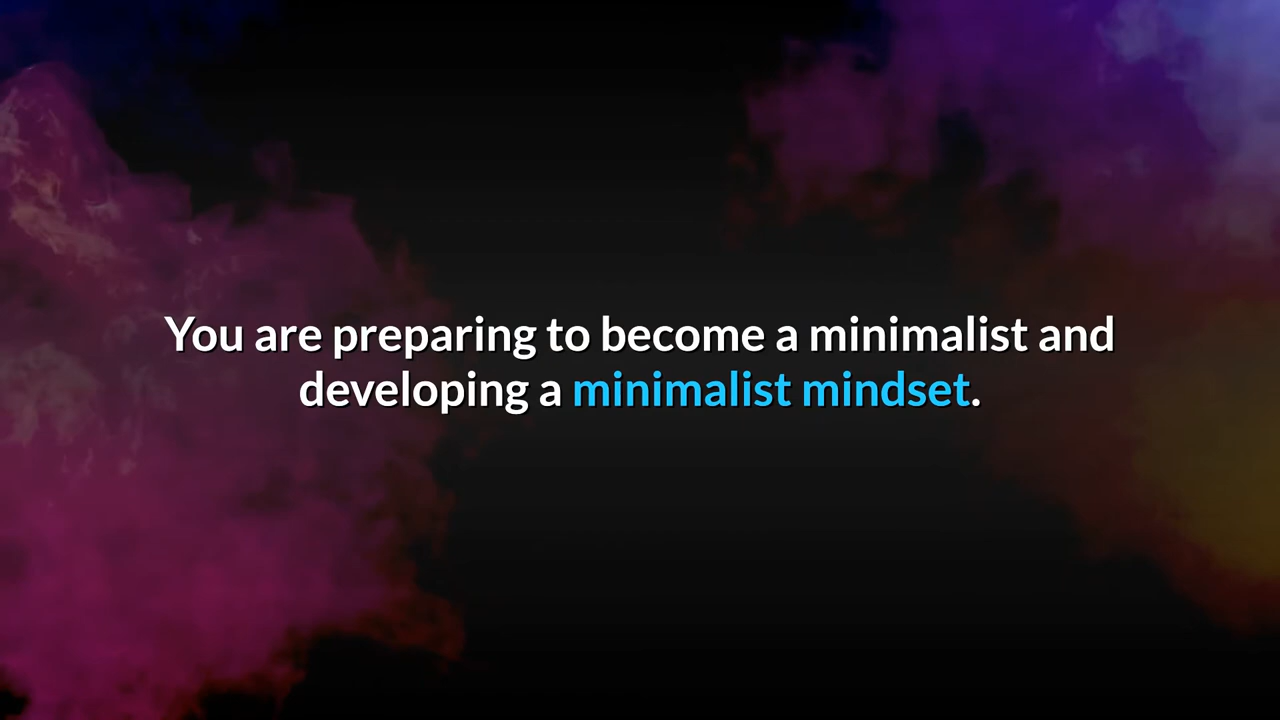 You are preparing to become a minimalist and
developing a minimalist mindset.